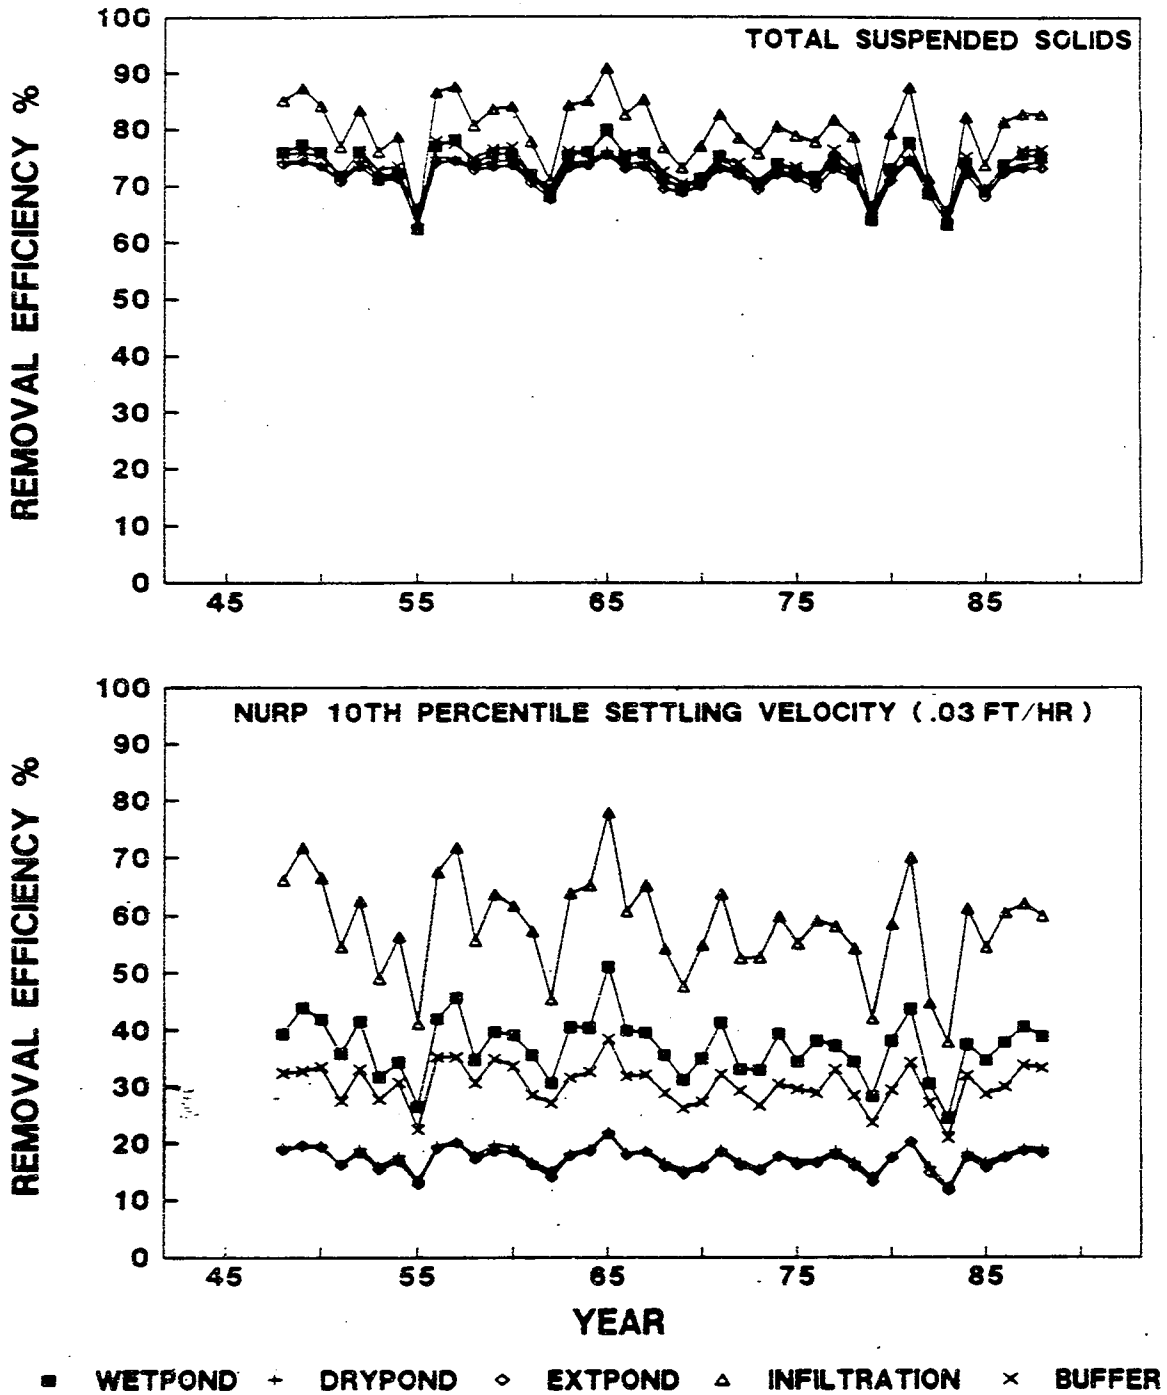 TOTAL SUSPENDED SOLIDS
REMOVAL EFFICIENCY %
100
90
80
70
60
50
40
30
20
10
0
45 55 65 75 85
NURP 10TH PERCENTILE SETTLING VELOCITY (.03 FT/HR)
REMOVAL EFFICIENCY %
100
90
80
70
60
50
40
30
20
10
0
45 55 65 75 85
YEAR
WETPOND DRYPOND EXTPOND INFILTRATION BUFFER